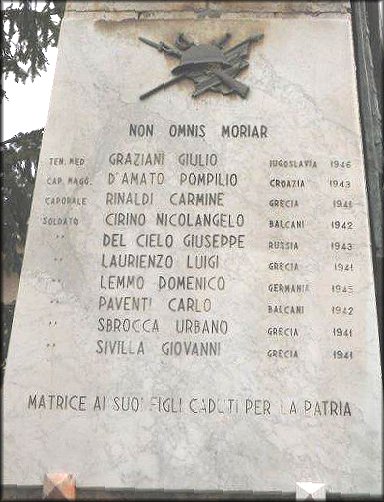 NON OMNIS MORIAR
TEN. MED GRAZIANI GIULIO JUGOSLAVIA 1946
CAP. MAGG. D'AMATO POMPILIO CROAZIA 1943
CAPORALE RINALDI CARMINE GRECIA 1941
SOLDATO CIRINO NICOLANGELO BALCANI 1942
" DEL CIELO GIUSEPPE RUSSIA 1943
" LAURIENZO LUIGI GRECIA 1941
" LEMMO DOMENICO GERMANIA 1945
" PAVENTI CARLO BALCANI 1942
" SBROCCA URBANO GRECIA 1941
" SIVILLA GIOVANNI GRECIA 1941
MATRICE AI SUOI FIGLI CADUTI PER LA PATRIA